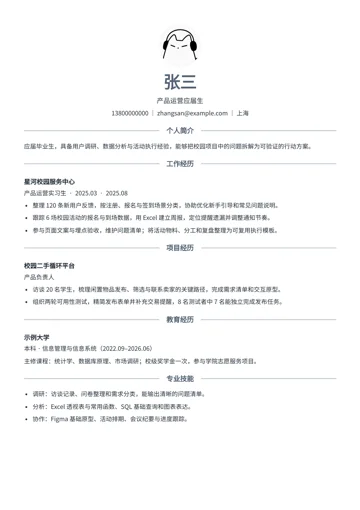 张三
产品运营应届生
13800000000 | zhangsan@example.com | 上海
个人简介
应届毕业生，具备用户调研、数据分析与活动执行经验，能够把校园项目中的问题拆解为可验证的行动方案。
工作经历
星河校园服务中心
产品运营实习生 · 2025.03 - 2025.08
• 整理 120 条新用户反馈，按注册、报名与签到场景分类，协助优化新手引导和常见问题说明。
• 跟踪 6 场校园活动的报名与到场数据，用 Excel 建立周报，定位提醒遗漏并调整通知节奏。
• 参与页面文案与埋点验收，维护问题清单；将活动物料、分工和复盘整理为可复用执行模板。
项目经历
校园二手循环平台
产品负责人
• 访谈 20 名学生，梳理闲置物品发布、筛选与联系卖家的关键路径，完成需求清单和交互原型。
• 组织两轮可用性测试，精简发布表单并补充交易提醒，8 名测试者中 7 名能独立完成发布任务。
教育经历
示例大学
本科 · 信息管理与信息系统（2022.09–2026.06）
主修课程：统计学、数据库原理、市场调研；校级奖学金一次，参与学院志愿服务项目。
专业技能
• 调研：访谈记录、问卷整理和需求分类，能输出清晰的问题清单。
• 分析：Excel 透视表与常用函数、SQL 基础查询和图表表达。
• 协作：Figma 基础原型、活动排期、会议纪要与进度跟踪。